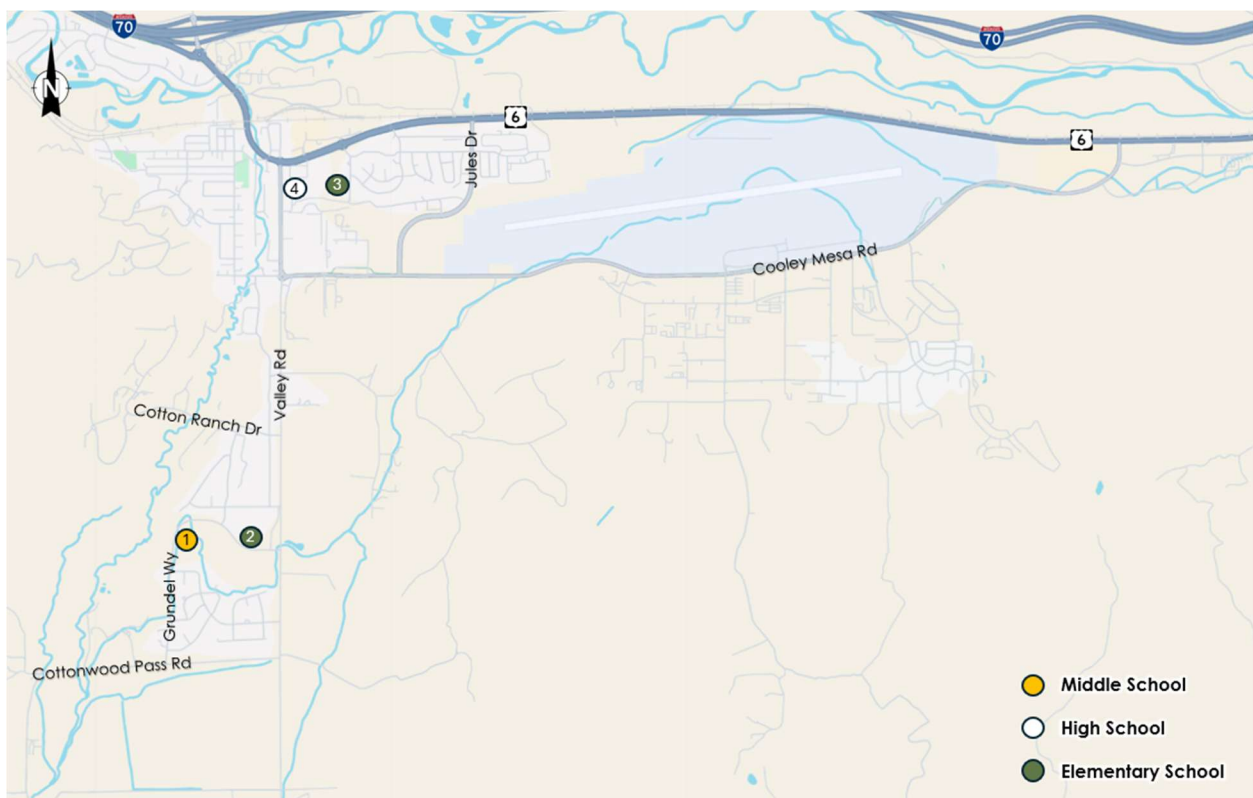 70
70
N
6
6
Jules Dr
4
3
Cooley Mesa Rd
Valley Rd
Cotton Ranch Dr
1
2
Grundel Wy
Cottonwood Pass Rd
Middle School
High School
Elementary School